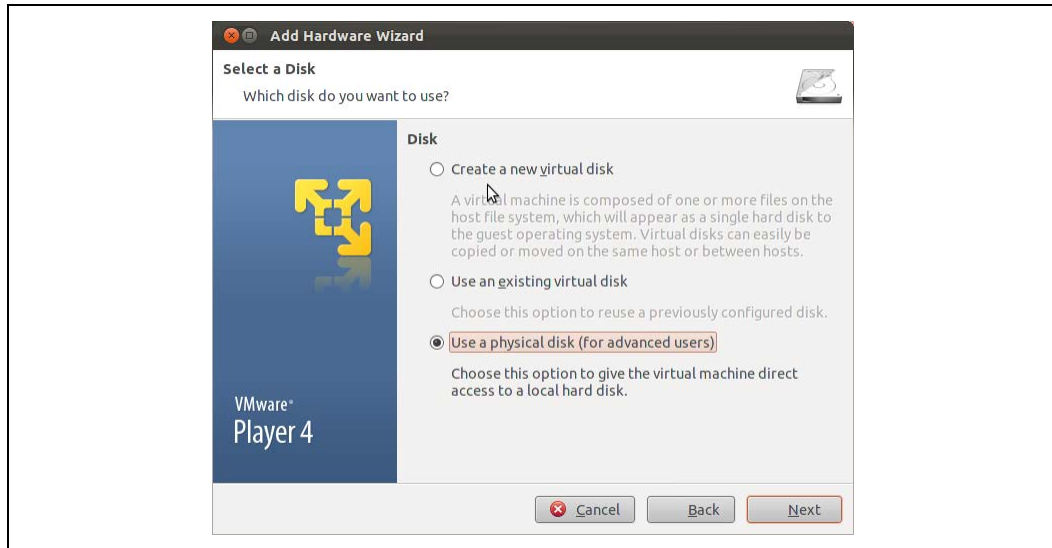 Add Hardware Wizard
Select a Disk
Which disk do you want to use?
Disk
Create a new virtual disk
A virtual machine is composed of one or more files on the
host file system, which will appear as a single hard disk to
the guest operating system. Virtual disks can easily be
copied or moved on the same host or between hosts.
Use an existing virtual disk
Choose this option to reuse a previously configured disk.
Use a physical disk (for advanced users)
Choose this option to give the virtual machine direct
access to a local hard disk.
VMware®
Player 4
Cancel Back Next